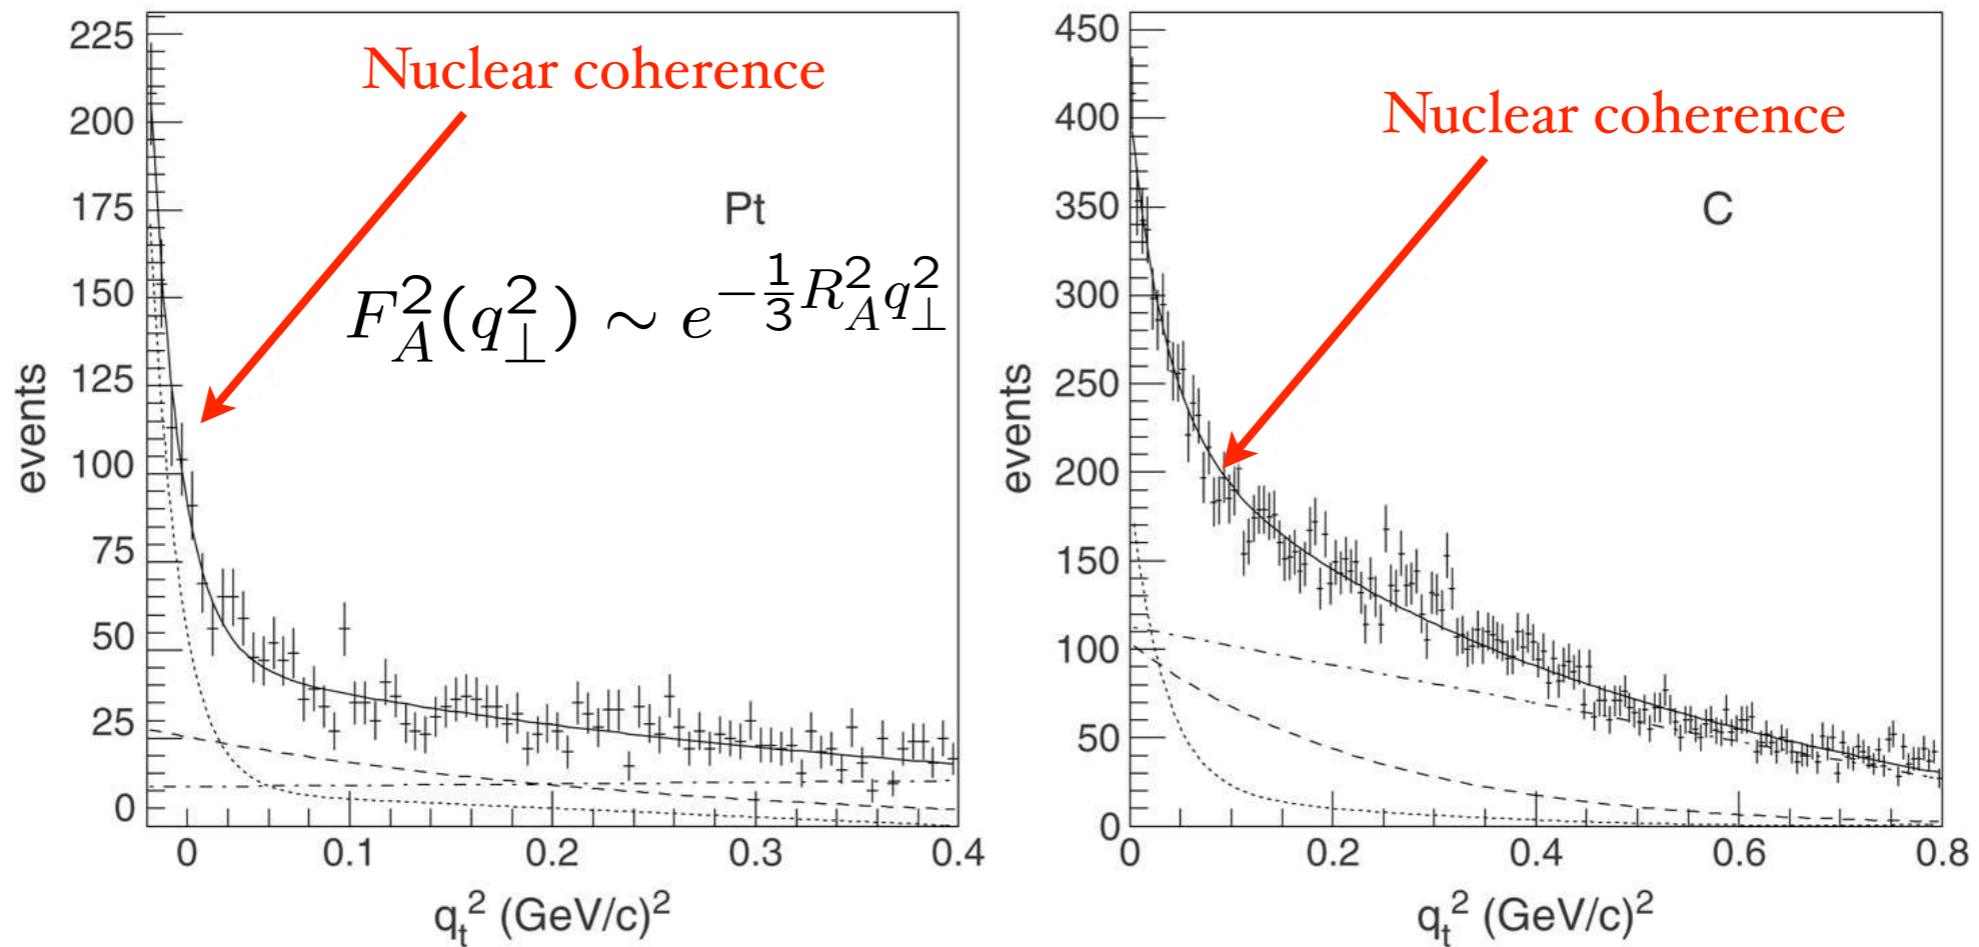 Nuclear coherence
Pt
F_A^2(q_⊥^2) ∼ e^{-\frac{1}{3}R_A^2 q_⊥^2}
225
200
175
150
125
100
75
50
25
0
events
0 0.1 0.2 0.3 0.4
q_t^2 (GeV/c)^2
Nuclear coherence
C
450
400
350
300
250
200
150
100
50
0
events
0 0.2 0.4 0.6 0.8
q_t^2 (GeV/c)^2